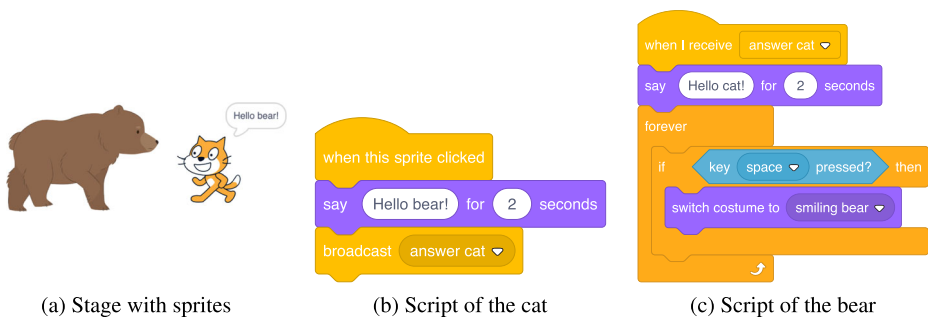 Hello bear!
(a) Stage with sprites
when this sprite clicked
say Hello bear! for 2 seconds
broadcast answer cat
(b) Script of the cat
when I receive answer cat
say Hello cat! for 2 seconds
forever
if key space pressed? then
switch costume to smiling bear
(c) Script of the bear